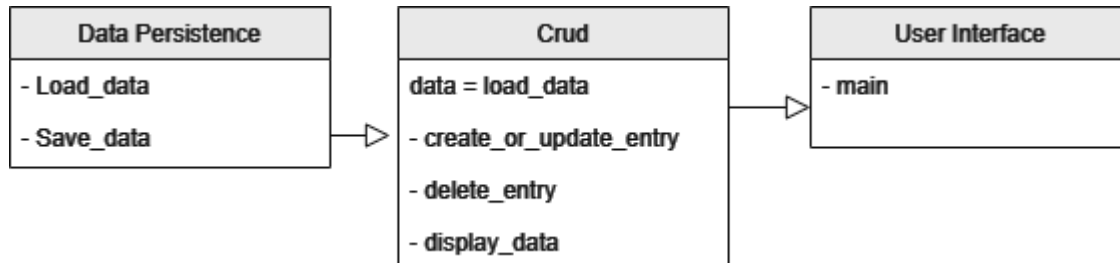 Data Persistence
- Load_data
- Save_data
Crud
data = load_data
- create_or_update_entry
- delete_entry
- display_data
User Interface
- main